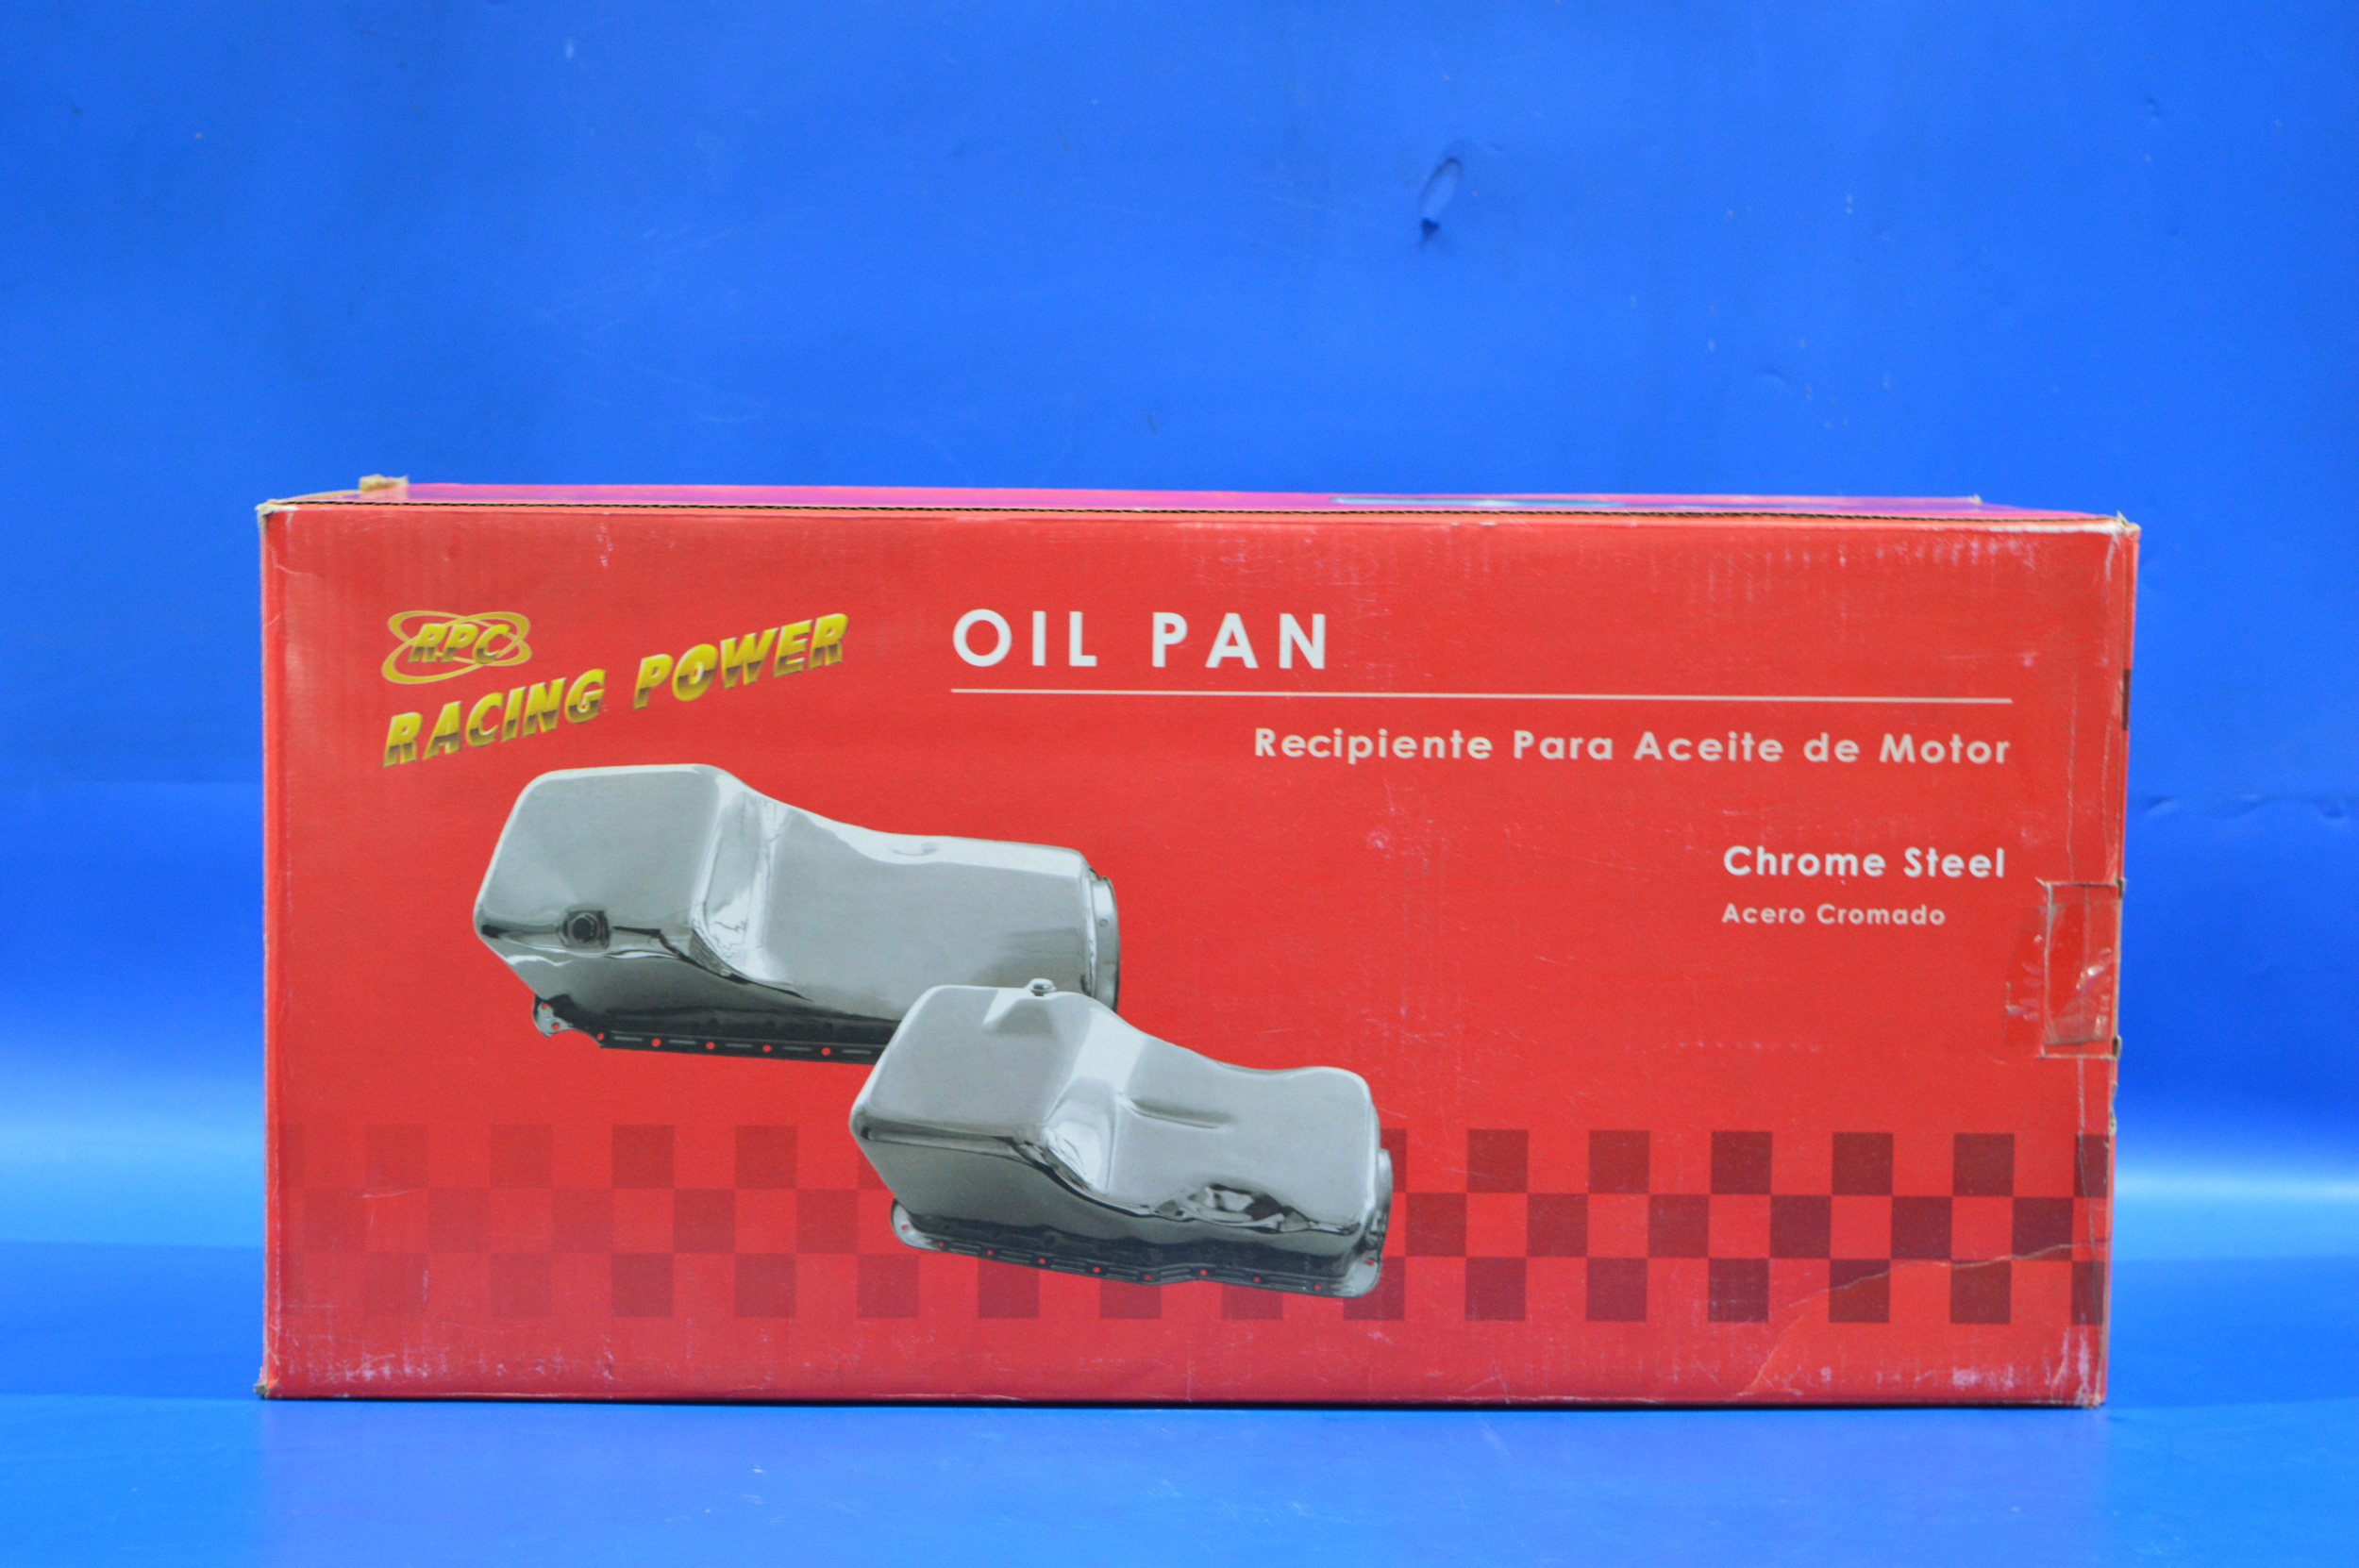 RPC
RACING POWER
OIL PAN
Recipiente Para Aceite de Motor
Chrome Steel
Acero Cromado